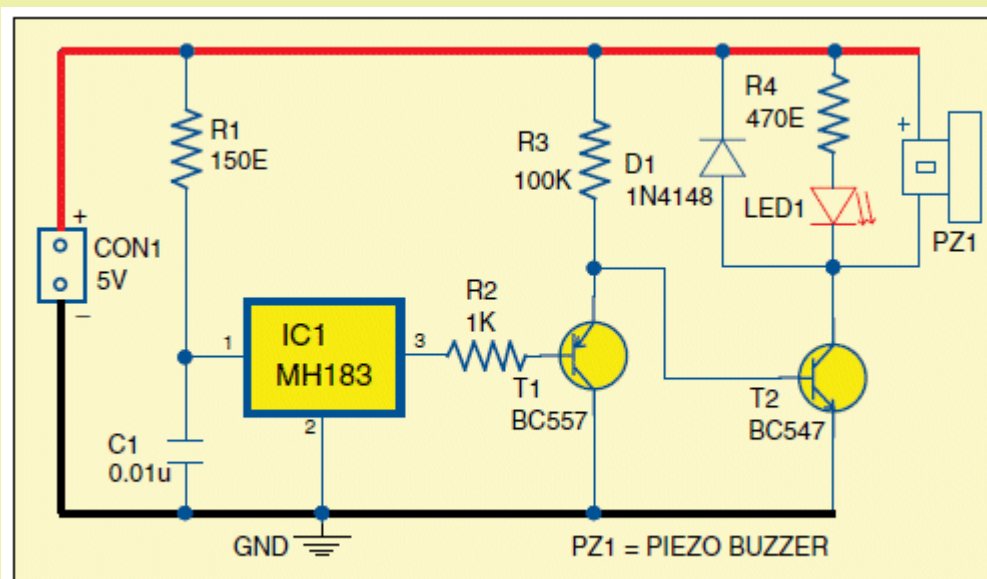 R1
150E
R3
100K
D1
1N4148
R4
470E
LED1
+
PZ1
+
CON1
5V
–
1
IC1
MH183
3
2
R2
1K
T1
BC557
T2
BC547
C1
0.01u
GND
PZ1 = PIEZO BUZZER